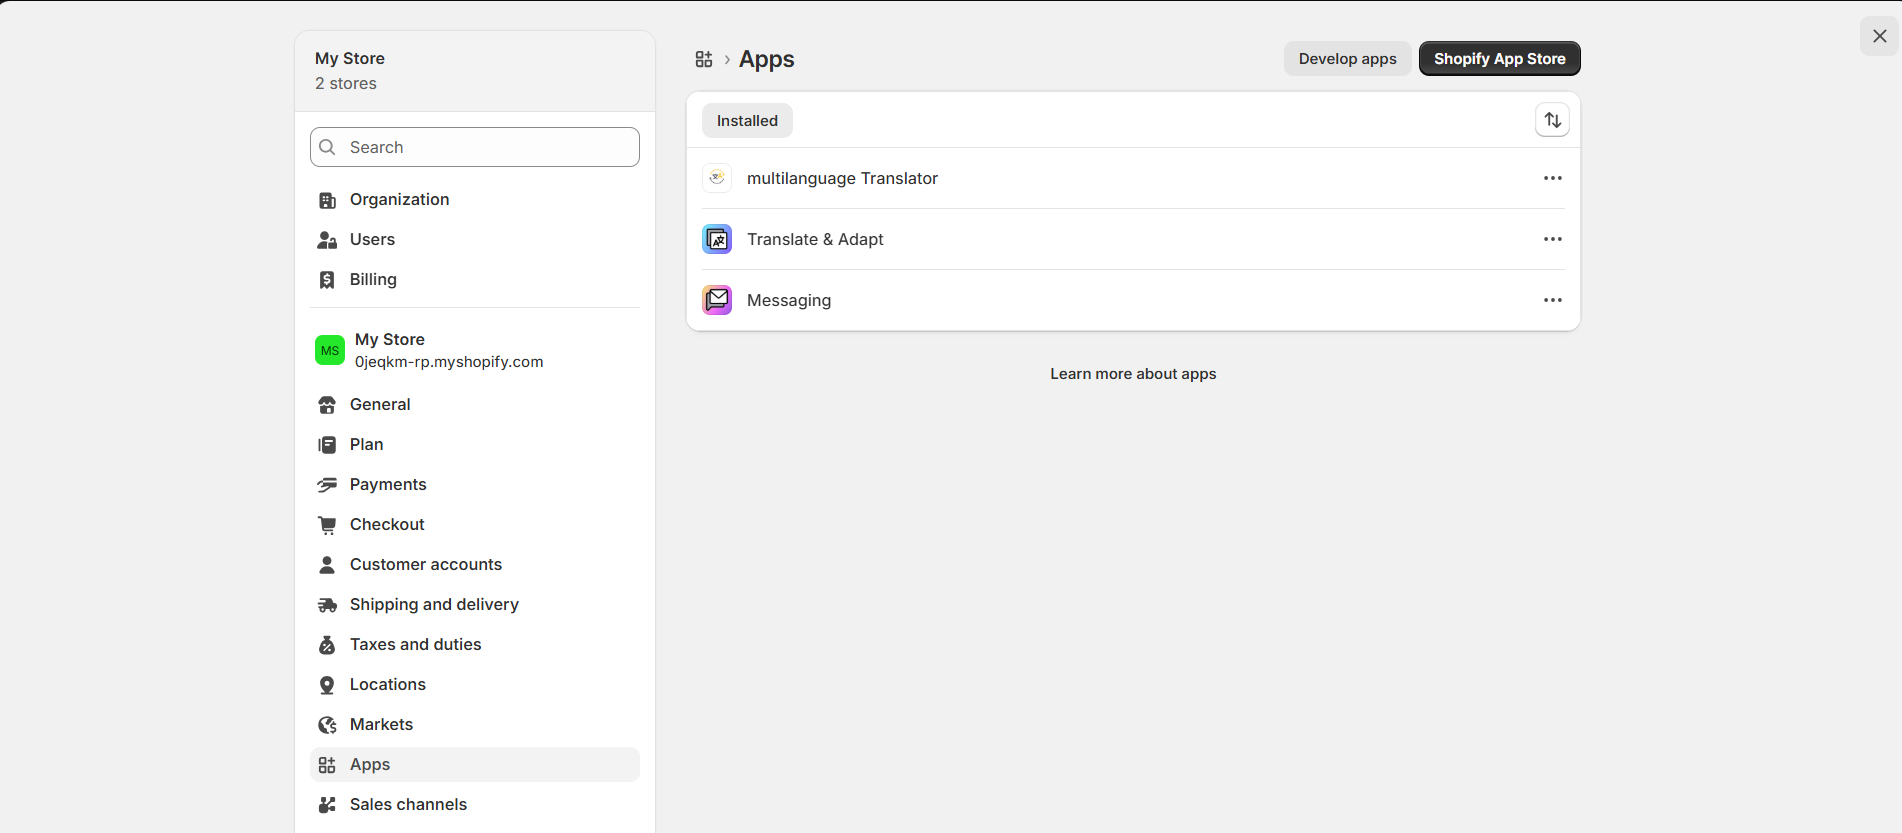 My Store
2 stores
Search
Organization
Users
Billing
MS
My Store
0jeqkm-rp.myshopify.com
General
Plan
Payments
Checkout
Customer accounts
Shipping and delivery
Taxes and duties
Locations
Markets
Apps
Sales channels
Apps
Develop apps
Shopify App Store
Installed
multilanguage Translator
Translate & Adapt
Messaging
Learn more about apps